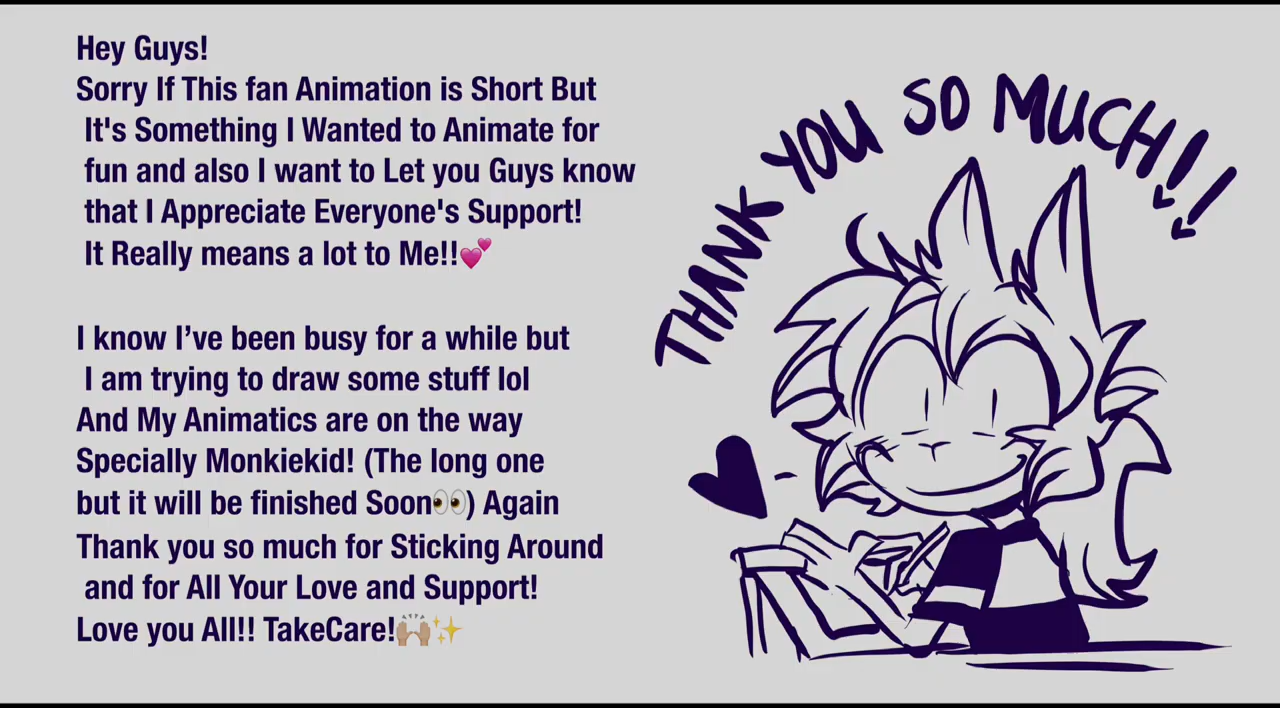 Hey Guys!
Sorry If This fan Animation is Short But
It's Something I Wanted to Animate for
fun and also I want to Let you Guys know
that I Appreciate Everyone's Support!
It Really means a lot to Me!!💕
I know I’ve been busy for a while but
I am trying to draw some stuff lol
And My Animatics are on the way
Specially Monkiekid! (The long one
but it will be finished Soon👀) Again
Thank you so much for Sticking Around
and for All Your Love and Support!
Love you All!! TakeCare!🙌🏼✨
THANK YOU SO MUCH!!